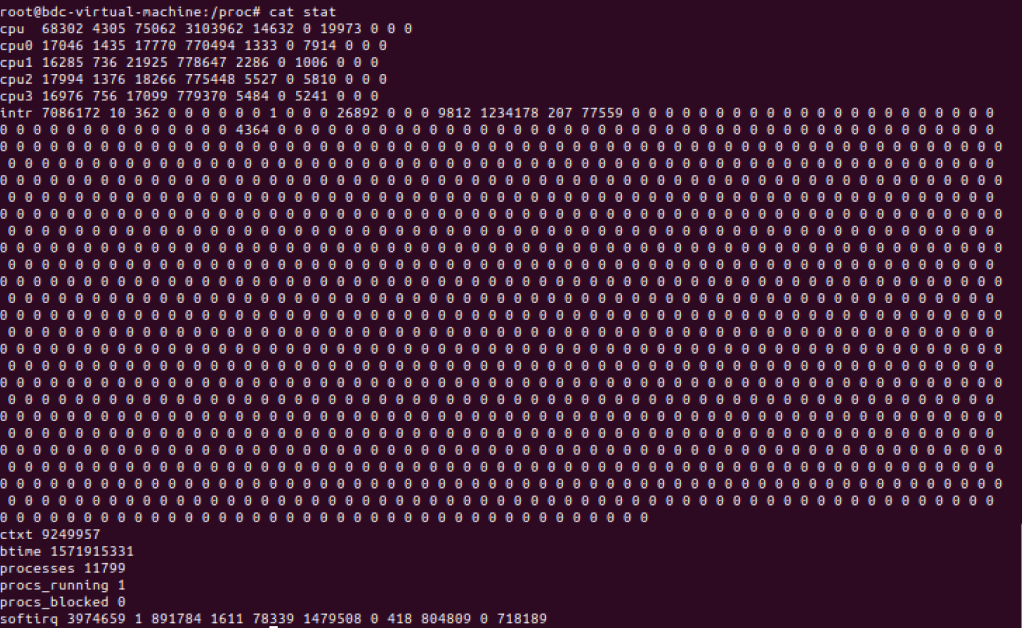 root@bdc-virtual-machine:/proc# cat stat
cpu  68302 4305 75062 3103962 14632 0 19973 0 0 0
cpu0 17046 1435 17770 770494 1333 0 7914 0 0 0
cpu1 16285 736 21925 778647 2286 0 1006 0 0 0
cpu2 17994 1376 18266 775448 5527 0 5810 0 0 0
cpu3 16976 756 17099 779370 5484 0 5241 0 0 0
intr 7086172 10 362 0 0 0 0 0 0 1 0 0 0 26892 0 0 0 9812 1234178 207 77559 0 0 0 0 0 0 0 0 0 0 0 0 0 0 0 0 0 0 0 0 0 0
0 0 0 0 0 0 0 0 0 0 0 0 0 0 4364 0 0 0 0 0 0 0 0 0 0 0 0 0 0 0 0 0 0 0 0 0 0 0 0 0 0 0 0 0 0 0 0 0 0 0 0 0 0 0 0 0 0 0
0 0 0 0 0 0 0 0 0 0 0 0 0 0 0 0 0 0 0 0 0 0 0 0 0 0 0 0 0 0 0 0 0 0 0 0 0 0 0 0 0 0 0 0 0 0 0 0 0 0 0 0 0 0 0 0 0 0 0 0
 0 0 0 0 0 0 0 0 0 0 0 0 0 0 0 0 0 0 0 0 0 0 0 0 0 0 0 0 0 0 0 0 0 0 0 0 0 0 0 0 0 0 0 0 0 0 0 0 0 0 0 0 0 0 0 0 0 0 0
0 0 0 0 0 0 0 0 0 0 0 0 0 0 0 0 0 0 0 0 0 0 0 0 0 0 0 0 0 0 0 0 0 0 0 0 0 0 0 0 0 0 0 0 0 0 0 0 0 0 0 0 0 0 0 0 0 0 0 0
 0 0 0 0 0 0 0 0 0 0 0 0 0 0 0 0 0 0 0 0 0 0 0 0 0 0 0 0 0 0 0 0 0 0 0 0 0 0 0 0 0 0 0 0 0 0 0 0 0 0 0 0 0 0 0 0 0 0 0
0 0 0 0 0 0 0 0 0 0 0 0 0 0 0 0 0 0 0 0 0 0 0 0 0 0 0 0 0 0 0 0 0 0 0 0 0 0 0 0 0 0 0 0 0 0 0 0 0 0 0 0 0 0 0 0 0 0 0 0
 0 0 0 0 0 0 0 0 0 0 0 0 0 0 0 0 0 0 0 0 0 0 0 0 0 0 0 0 0 0 0 0 0 0 0 0 0 0 0 0 0 0 0 0 0 0 0 0 0 0 0 0 0 0 0 0 0 0 0
0 0 0 0 0 0 0 0 0 0 0 0 0 0 0 0 0 0 0 0 0 0 0 0 0 0 0 0 0 0 0 0 0 0 0 0 0 0 0 0 0 0 0 0 0 0 0 0 0 0 0 0 0 0 0 0 0 0 0 0
 0 0 0 0 0 0 0 0 0 0 0 0 0 0 0 0 0 0 0 0 0 0 0 0 0 0 0 0 0 0 0 0 0 0 0 0 0 0 0 0 0 0 0 0 0 0 0 0 0 0 0 0 0 0 0 0 0 0 0
0 0 0 0 0 0 0 0 0 0 0 0 0 0 0 0 0 0 0 0 0 0 0 0 0 0 0 0 0 0 0 0 0 0 0 0 0 0 0 0 0 0 0 0 0 0 0 0 0 0 0 0 0 0 0 0 0 0 0 0
 0 0 0 0 0 0 0 0 0 0 0 0 0 0 0 0 0 0 0 0 0 0 0 0 0 0 0 0 0 0 0 0 0 0 0 0 0 0 0 0 0 0 0 0 0 0 0 0 0 0 0 0 0 0 0 0 0 0 0
0 0 0 0 0 0 0 0 0 0 0 0 0 0 0 0 0 0 0 0 0 0 0 0 0 0 0 0 0 0 0 0 0 0 0 0 0 0 0 0 0 0 0 0 0 0 0 0 0 0 0 0 0 0 0 0 0 0 0 0
 0 0 0 0 0 0 0 0 0 0 0 0 0 0 0 0 0 0 0 0 0 0 0 0 0 0 0 0 0 0 0 0 0 0 0 0 0 0 0 0 0 0 0 0 0 0 0 0 0 0 0 0 0 0 0 0 0 0 0
0 0 0 0 0 0 0 0 0 0 0 0 0 0 0 0 0 0 0 0 0 0 0 0 0 0 0 0 0 0 0 0 0 0 0 0 0 0 0 0 0 0 0 0 0 0 0 0 0 0 0 0 0 0 0 0 0 0 0 0
 0 0 0 0 0 0 0 0 0 0 0 0 0 0 0 0 0 0 0 0 0 0 0 0 0 0 0 0 0 0 0 0 0 0 0 0 0 0 0 0 0 0 0 0 0 0 0 0 0 0 0 0 0 0 0 0 0 0 0
0 0 0 0 0 0 0 0 0 0 0 0 0 0 0 0 0 0 0 0 0 0 0 0 0 0 0 0 0 0 0 0 0 0 0 0 0 0 0 0 0 0 0 0 0 0 0 0 0 0 0 0 0 0 0 0 0 0 0 0
 0 0 0 0 0 0 0 0 0 0 0 0 0 0 0 0 0 0 0 0 0 0 0 0 0 0 0 0 0 0 0 0 0 0 0 0 0 0 0 0 0 0 0 0 0 0 0 0 0 0 0 0 0 0 0 0 0 0 0
0 0 0 0 0 0 0 0 0 0 0 0 0 0 0 0 0 0 0 0 0 0 0 0 0 0 0 0 0 0 0 0 0 0 0 0 0 0 0 0 0 0 0 0 0 0 0 0 0 0 0 0 0 0 0 0 0 0 0 0
 0 0 0 0 0 0 0 0 0 0 0 0 0 0 0 0 0 0 0 0 0 0 0 0 0 0 0 0 0 0 0 0 0 0 0 0 0 0 0 0 0 0 0 0 0 0 0 0 0 0 0 0 0 0 0 0 0 0 0
0 0 0 0 0 0 0 0 0 0 0 0 0 0 0 0 0 0 0 0 0 0 0 0 0 0 0 0 0 0 0 0 0 0 0 0 0 0 0 0 0 0 0 0 0 0 0 0 0 0 0 0 0 0 0 0 0 0 0 0
 0 0 0 0 0 0 0 0 0 0 0 0 0 0 0 0 0 0 0 0 0 0 0 0 0 0 0 0 0 0 0 0 0 0 0 0 0 0 0 0 0 0 0 0 0 0 0 0 0 0 0 0 0 0 0 0 0 0 0
0 0 0 0 0 0 0 0 0 0 0 0 0 0 0 0 0 0 0 0 0 0 0 0 0 0 0 0 0 0 0 0 0 0 0 0 0 0 0
ctxt 9249957
btime 1571915331
processes 11799
procs_running 1
procs_blocked 0
softirq 3974659 1 891784 1611 78339 1479508 0 418 804809 0 718189